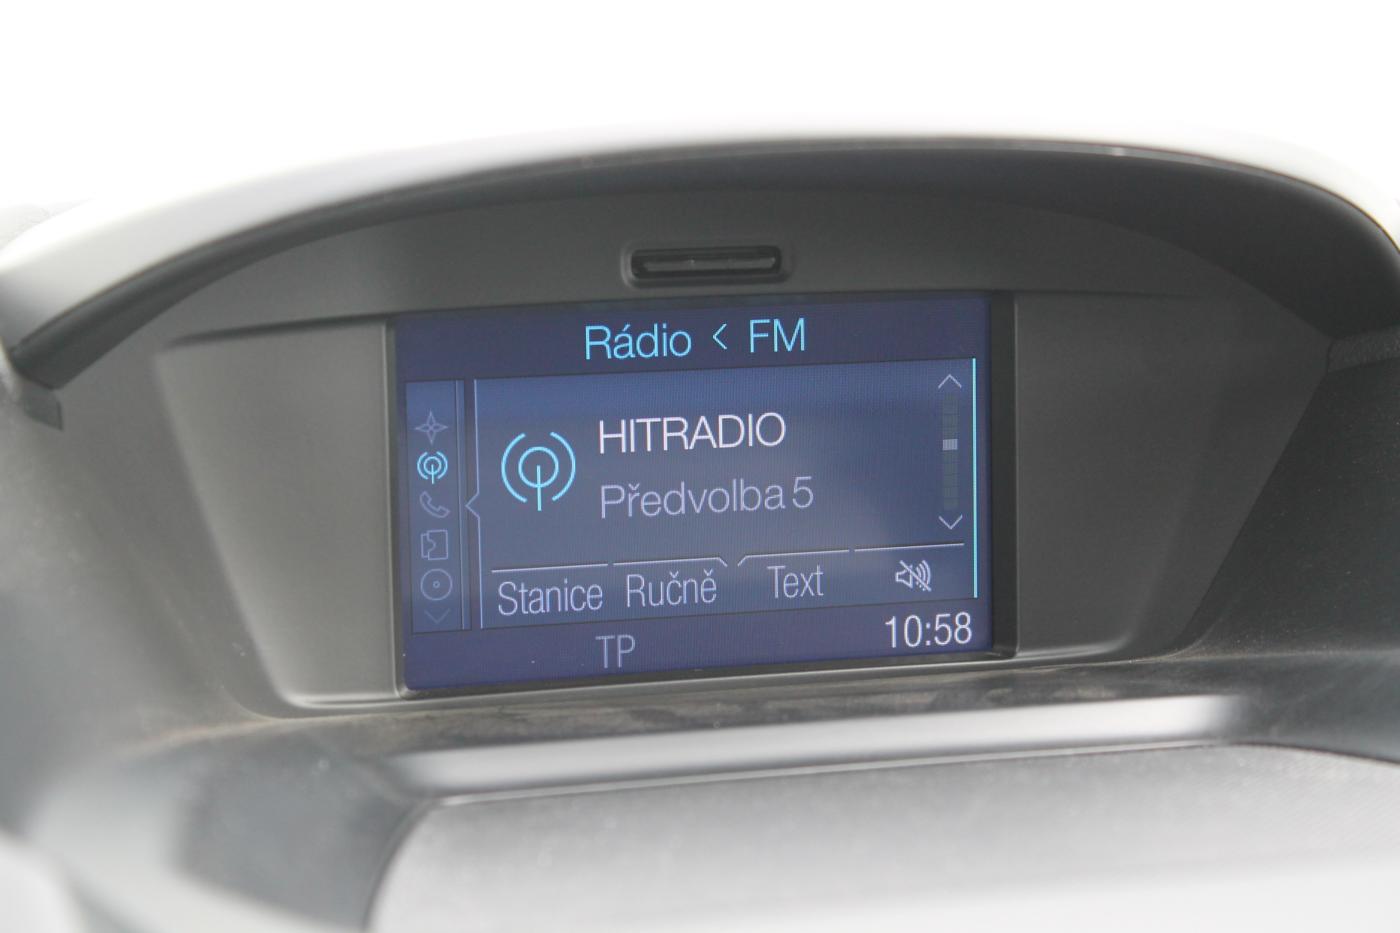 Rádio < FM
HITRADIO
Předvolba 5
Stanice Ručně Text
TP 10:58